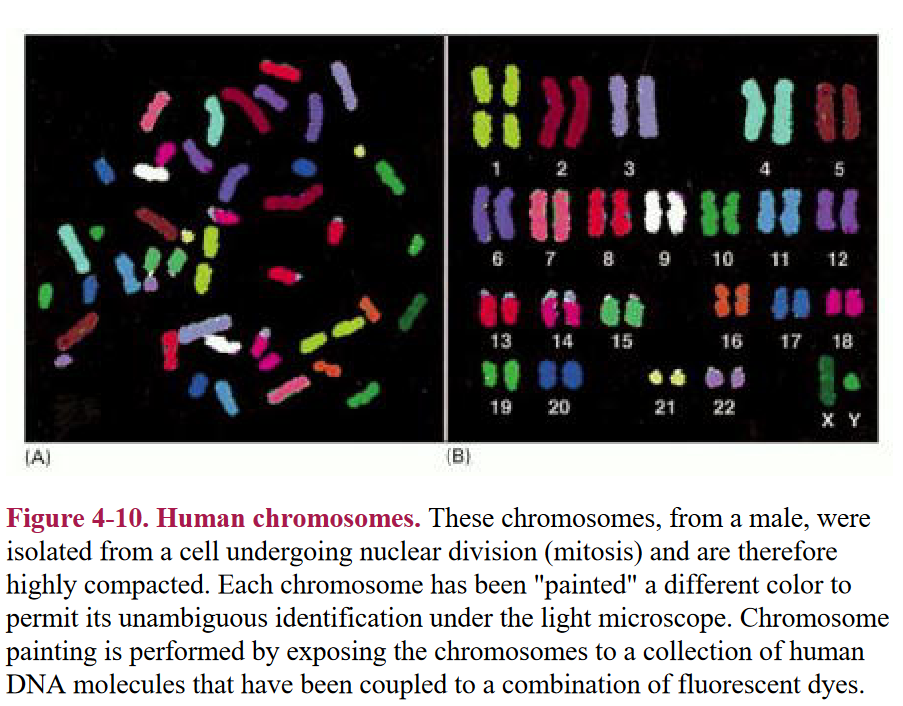 1 2 3 4 5
6 7 8 9 10 11 12
13 14 15 16 17 18
19 20 21 22 X Y
(A) (B)
Figure 4-10. Human chromosomes. These chromosomes, from a male, were
isolated from a cell undergoing nuclear division (mitosis) and are therefore
highly compacted. Each chromosome has been "painted" a different color to
permit its unambiguous identification under the light microscope. Chromosome
painting is performed by exposing the chromosomes to a collection of human
DNA molecules that have been coupled to a combination of fluorescent dyes.